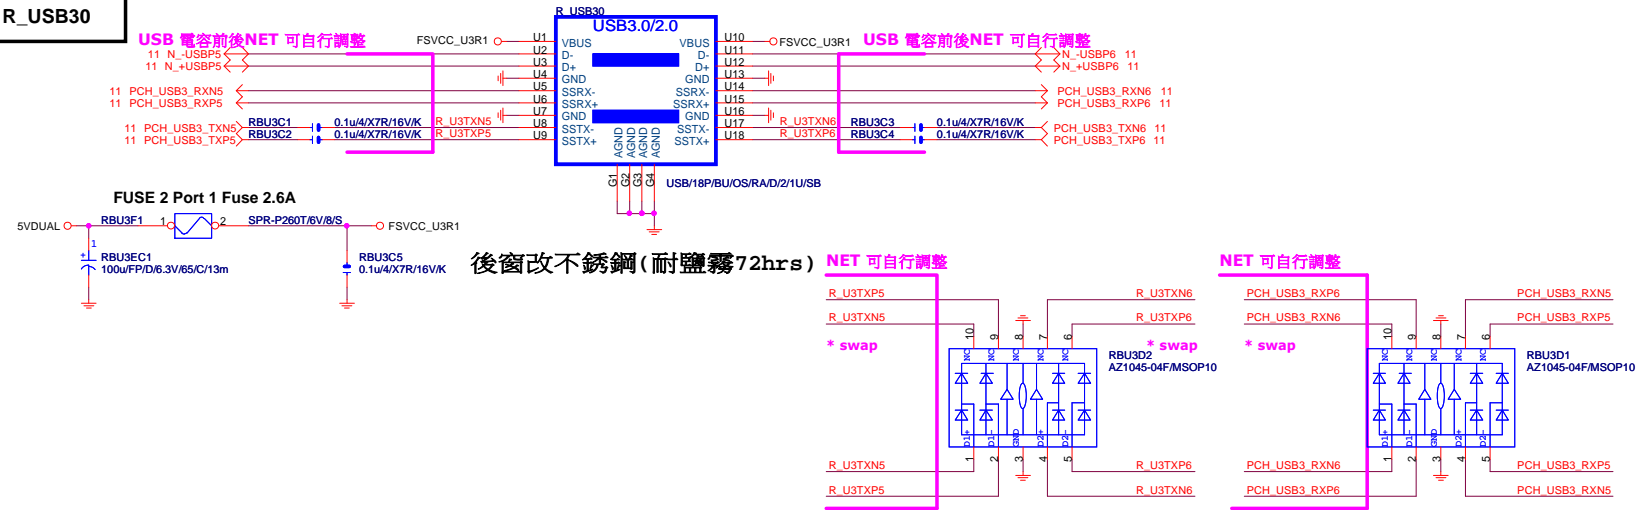 R_USB30
R_USB30
USB3.0/2.0
USB 電容前後NET 可自行調整
USB 電容前後NET 可自行調整
FSVCC_U3R1 U1 VBUS VBUS U10 FSVCC_U3R1
11 N_-USBP5 U2 D- D- U11 N_-USBP6 11
11 N_+USBP5 U3 D+ D+ U12 N_+USBP6 11
U4 GND GND U13
11 PCH_USB3_RXN5 U5 SSRX- SSRX- U14 PCH_USB3_RXN6 11
11 PCH_USB3_RXP5 U6 SSRX+ SSRX+ U15 PCH_USB3_RXP6 11
U7 GND GND U16
11 PCH_USB3_TXN5 RBU3C1 0.1u/4/X7R/16V/K R_U3TXN5 U8 SSTX- SSTX- U17 R_U3TXN6 RBU3C3 0.1u/4/X7R/16V/K PCH_USB3_TXN6 11
11 PCH_USB3_TXP5 RBU3C2 0.1u/4/X7R/16V/K R_U3TXP5 U9 SSTX+ SSTX+ U18 R_U3TXP6 RBU3C4 0.1u/4/X7R/16V/K PCH_USB3_TXP6 11
AGND AGND AGND AGND
G1 G2 G3 G4 USB/18P/BU/OS/RA/D/2/1U/SB
FUSE 2 Port 1 Fuse 2.6A
5VDUAL RBU3F1 1 2 SPR-P260T/6V/8/S FSVCC_U3R1
1
+ RBU3EC1 RBU3C5
100u/FP/D/6.3V/65/C/13m 0.1u/4/X7R/16V/K
後窗改不銹鋼(耐鹽霧72hrs)
NET 可自行調整
NET 可自行調整
R_U3TXP5 R_U3TXN6 PCH_USB3_RXP6 PCH_USB3_RXN5
R_U3TXN5 R_U3TXP6 PCH_USB3_RXN6 PCH_USB3_RXP5
10 9 8 7 6 10 9 8 7 6
* swap * swap * swap
NC NC NC NC NC NC NC NC
RBU3D2 RBU3D1
AZ1045-04F/MSOP10 AZ1045-04F/MSOP10
D1+ D1- GND D2+ D2- D1+ D1- GND D2+ D2-
1 2 3 4 5 1 2 3 4 5
R_U3TXN5 R_U3TXP6 PCH_USB3_RXN6 PCH_USB3_RXP5
R_U3TXP5 R_U3TXN6 PCH_USB3_RXP6 PCH_USB3_RXN5